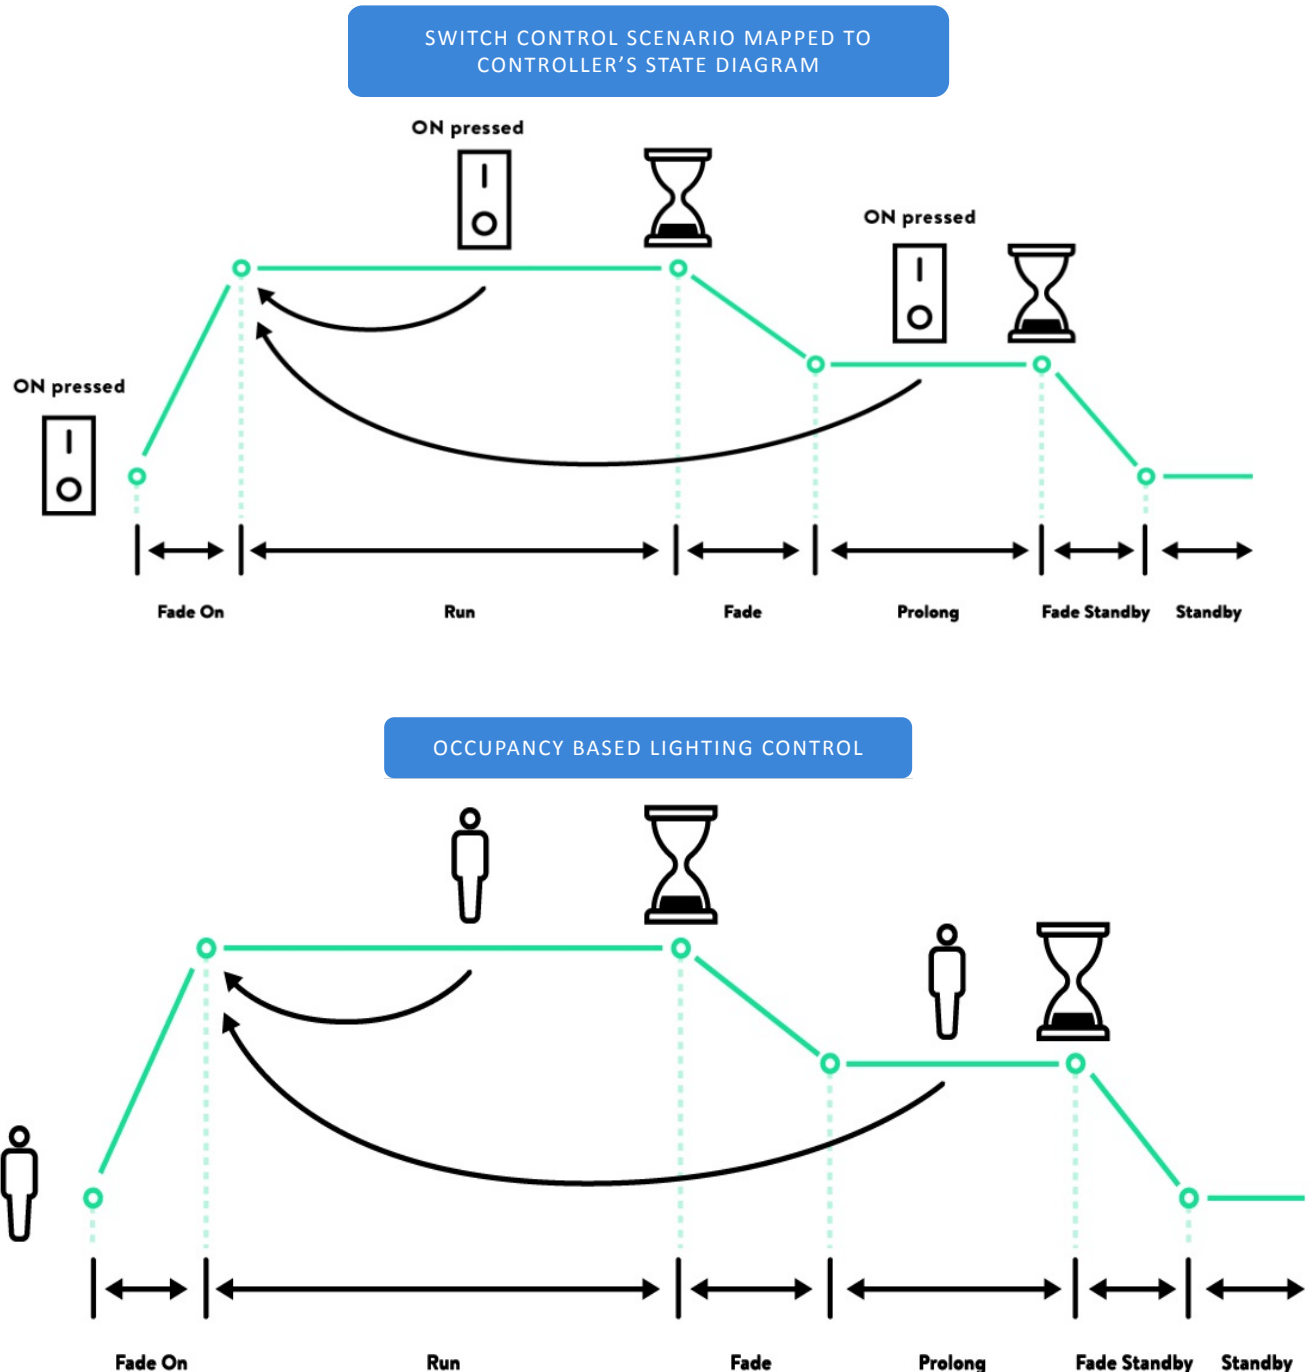 SWITCH CONTROL SCENARIO MAPPED TO
CONTROLLER’S STATE DIAGRAM
ON pressed
ON pressed
ON pressed
Fade On Run Fade Prolong Fade Standby Standby
OCCUPANCY BASED LIGHTING CONTROL
Fade On Run Fade Prolong Fade Standby Standby